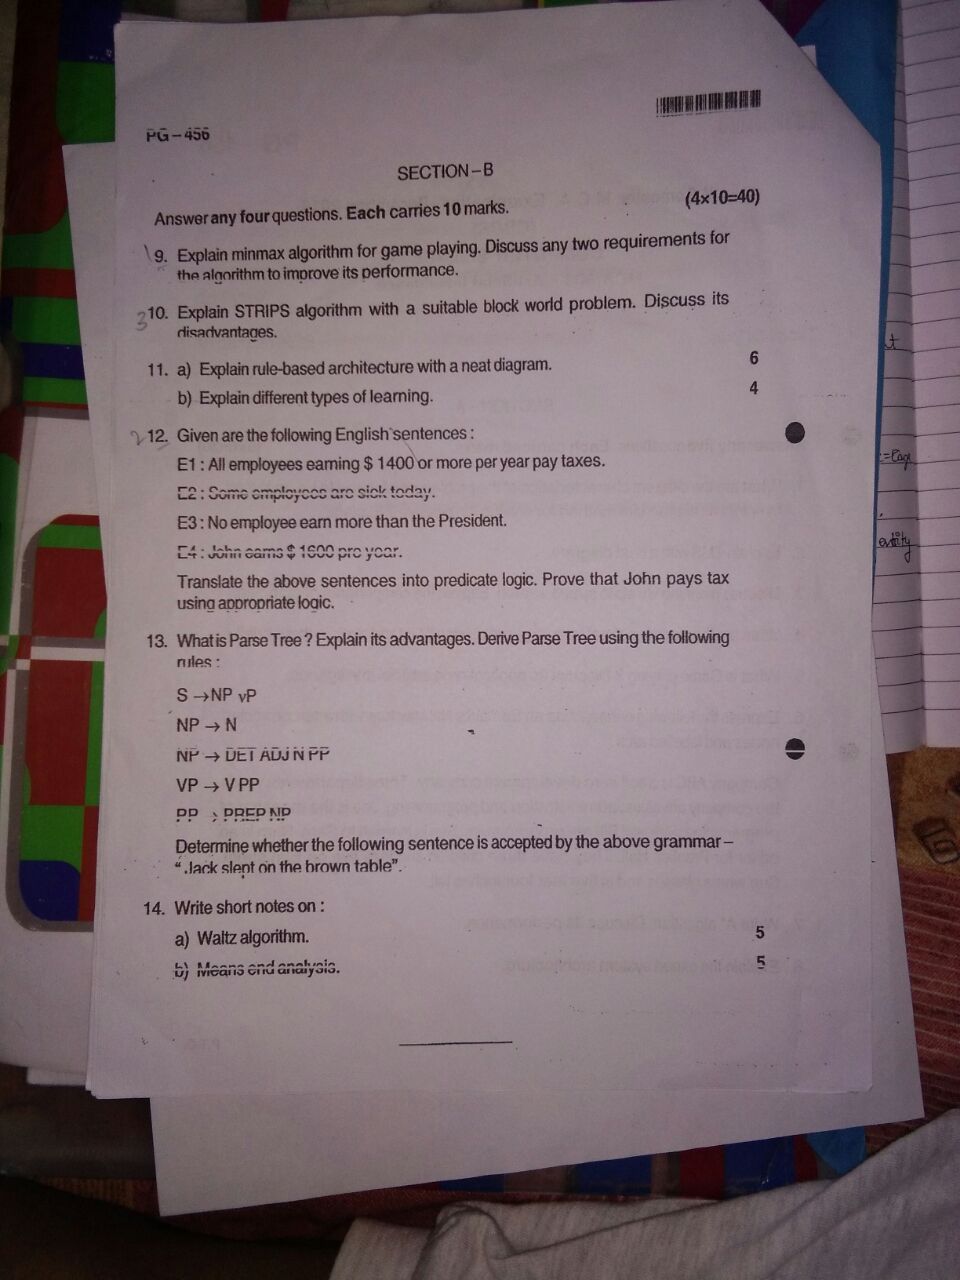 PG – 456
SECTION – B
Answer any four questions. Each carries 10 marks.
(4×10=40)
9. Explain minmax algorithm for game playing. Discuss any two requirements for
the algorithm to improve its performance.
3 10. Explain STRIPS algorithm with a suitable block world problem. Discuss its
disadvantages.
11. a) Explain rule-based architecture with a neat diagram. 6
b) Explain different types of learning. 4
2 12. Given are the following English sentences :
E1 : All employees earning $ 1400 or more per year pay taxes.
E2 : Some employees are sick today.
E3 : No employee earn more than the President.
E4 : John earns $ 1600 pre year.
Translate the above sentences into predicate logic. Prove that John pays tax
using appropriate logic.
13. What is Parse Tree ? Explain its advantages. Derive Parse Tree using the following
rules :
S → NP vP
NP → N
NP → DET ADJ N PP
VP → V PP
PP → PREP NP
Determine whether the following sentence is accepted by the above grammar –
“Jack slept on the brown table”.
14. Write short notes on :
a) Waltz algorithm. 5
b) Means end analysis. 5